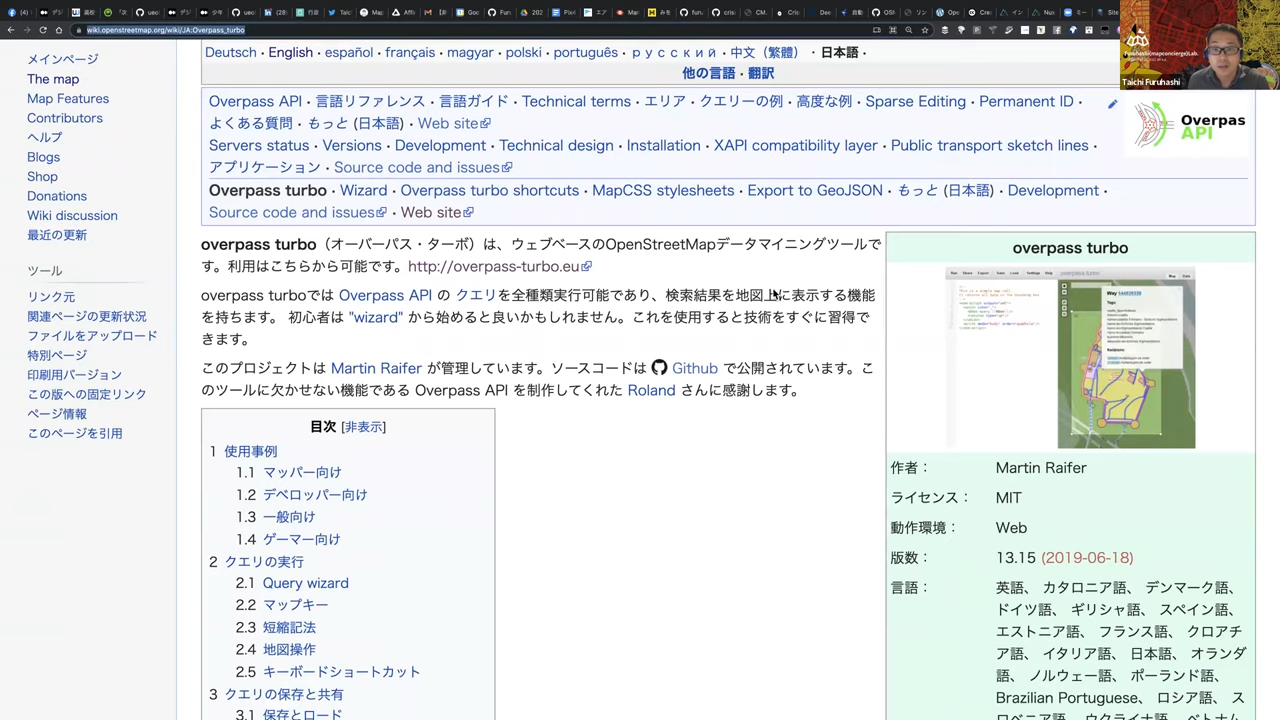 wiki.openstreetmap.org/wiki/JA:Overpass_turbo
Taichi Furuhashi
メインページ
The map
Map Features
Contributors
ヘルプ
Blogs
Shop
Donations
Wiki discussion
最近の更新
ツール
リンク元
関連ページの更新状況
ファイルをアップロード
特別ページ
印刷用バージョン
この版への固定リンク
ページ情報
このページを引用
Deutsch · English · español · français · magyar · polski · português · русский · 中文（繁體） · 日本語 ·
他の言語 · 翻訳
Overpass API · 言語リファレンス · 言語ガイド · Technical terms · エリア · クエリーの例 · 高度な例 · Sparse Editing · Permanent ID ·
よくある質問 · もっと (日本語) · Web site
Servers status · Versions · Development · Technical design · Installation · XAPI compatibility layer · Public transport sketch lines ·
アプリケーション · Source code and issues
Overpass turbo · Wizard · Overpass turbo shortcuts · MapCSS stylesheets · Export to GeoJSON · もっと (日本語) · Development ·
Source code and issues · Web site
Overpas
API
overpass turbo（オーバーパス・ターボ）は、ウェブベースのOpenStreetMapデータマイニングツールで
す。利用はこちらから可能です。http://overpass-turbo.eu
overpass turboでは Overpass API の クエリを全種類実行可能であり、検索結果を地図上に表示する機能
を持ちます。初心者は "wizard" から始めると良いかもしれません。これを使用すると技術をすぐに習得で
きます。
このプロジェクトは Martin Raifer が管理しています。ソースコードは Github で公開されています。こ
のツールに欠かせない機能である Overpass API を制作してくれた Roland さんに感謝します。
目次 [非表示]
1 使用事例
1.1 マッパー向け
1.2 デベロッパー向け
1.3 一般向け
1.4 ゲーマー向け
2 クエリの実行
2.1 Query wizard
2.2 マップキー
2.3 短縮記法
2.4 地図操作
2.5 キーボードショートカット
3 クエリの保存と共有
3.1 保存とロード
overpass turbo
作者： Martin Raifer
ライセンス： MIT
動作環境： Web
版数： 13.15 (2019-06-18)
言語： 英語、 カタロニア語、 デンマーク語、
ドイツ語、 ギリシャ語、 スペイン語、
エストニア語、 フランス語、 クロアチ
ア語、 イタリア語、 日本語、 オランダ
語、 ノルウェー語、 ポーランド語、
Brazilian Portuguese、 ロシア語、 ス
ロベニア語、 ウクライナ語、 ベトナム